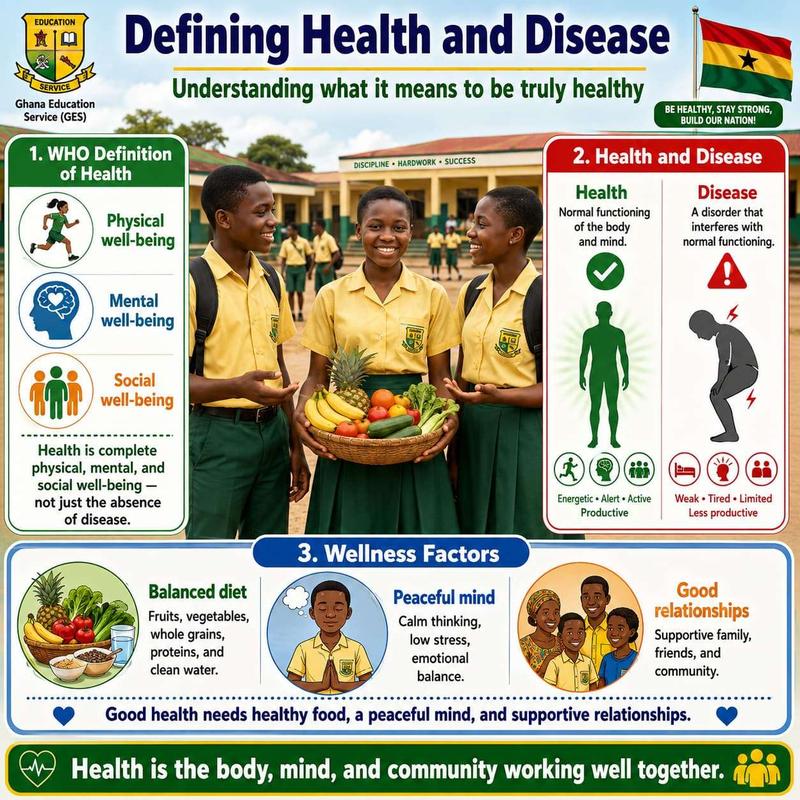 EDUCATION
SERVICE
Ghana Education
Service (GES)
Defining Health and Disease
Understanding what it means to be truly healthy
BE HEALTHY, STAY STRONG,
BUILD OUR NATION!
DISCIPLINE • HARDWORK • SUCCESS
1. WHO Definition
of Health
Physical
well-being
Mental
well-being
Social
well-being
Health is complete
physical, mental, and
social well-being —
not just the absence
of disease.
2. Health and Disease
Health
Normal functioning
of the body
and mind.
Energetic • Alert • Active
Productive
Disease
A disorder that
interferes with
normal functioning.
Weak • Tired • Limited
Less productive
3. Wellness Factors
Balanced diet
Fruits, vegetables,
whole grains,
proteins, and
clean water.
Peaceful mind
Calm thinking,
low stress,
emotional
balance.
Good
relationships
Supportive family,
friends, and
community.
Good health needs healthy food, a peaceful mind, and supportive relationships.
Health is the body, mind, and community working well together.